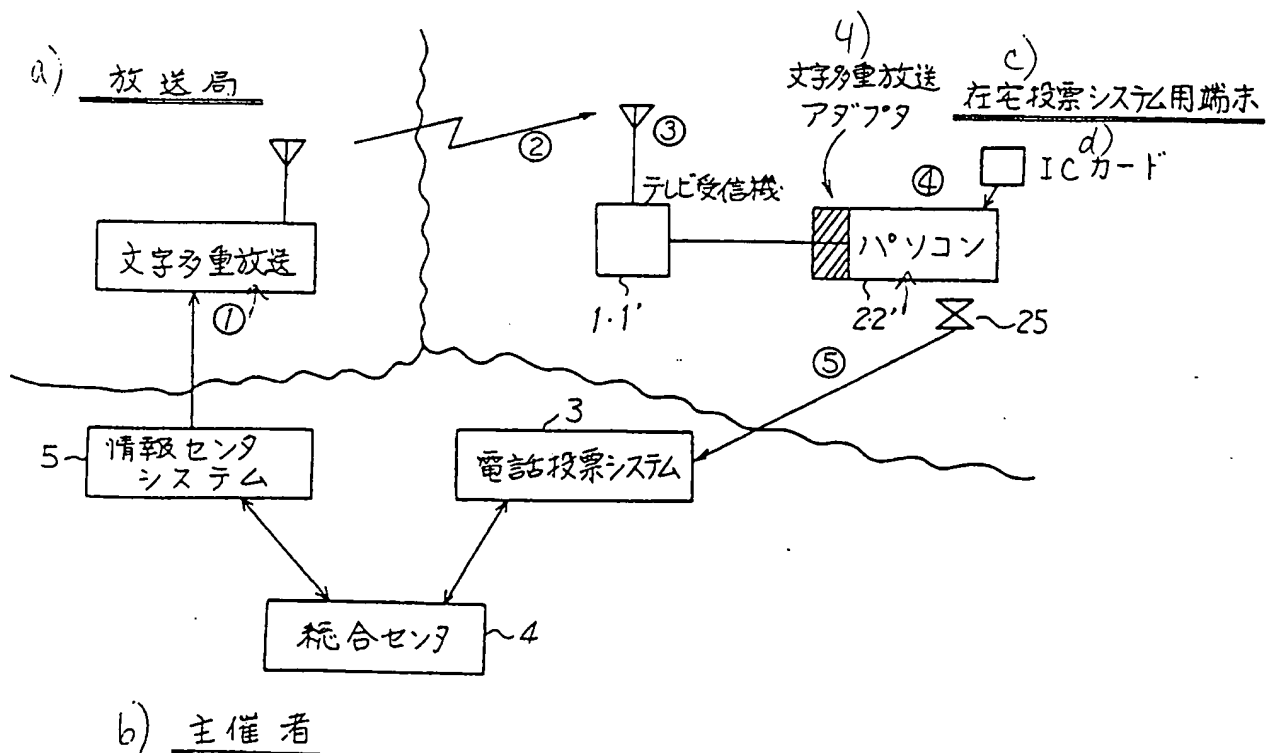 a) 放送局
文字多重放送
①
②
③
テレビ受信機
1·1'
4)
文字多重放送
アダプタ
c)
在宅投票システム用端末
d)
ICカード
④
パソコン
2·2'
25
⑤
5
情報センタ
システム
3
電話投票システム
総合センタ
4
b) 主催者